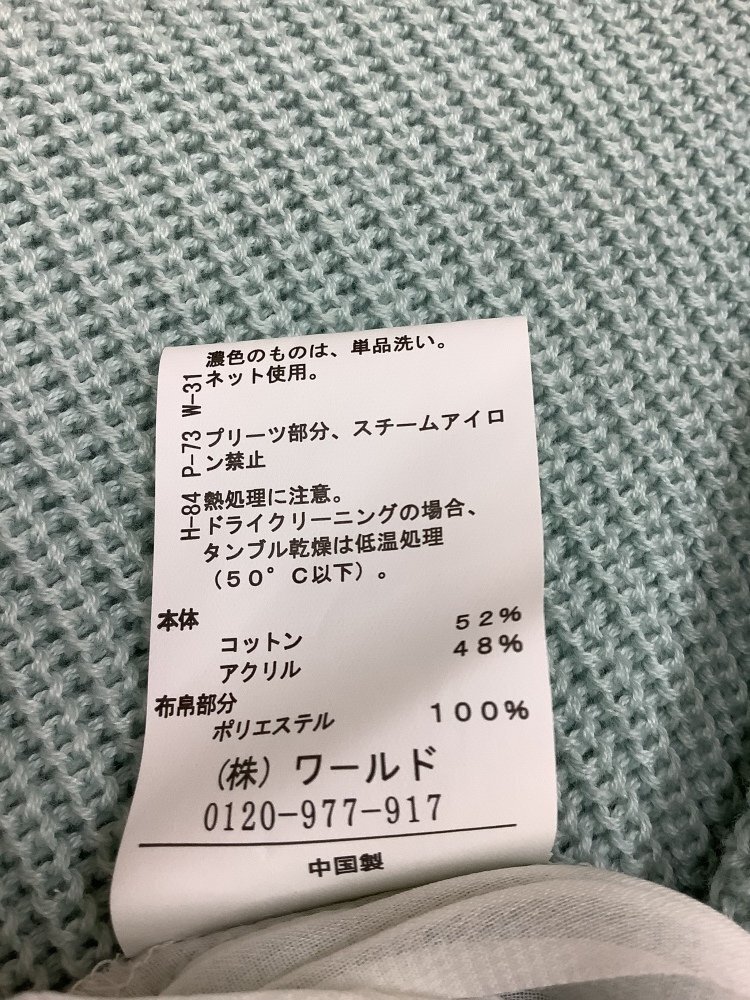 濃色のものは、単品洗い。
W-31 ネット使用。
P-73 プリーツ部分、スチームアイロ
ン禁止
H-84 熱処理に注意。
ドライクリーニングの場合、
タンブル乾燥は低温処理
（50°C以下）。
本体
コットン 52%
アクリル 48%
布帛部分
ポリエステル 100%
(株) ワールド
0120-977-917
中国製